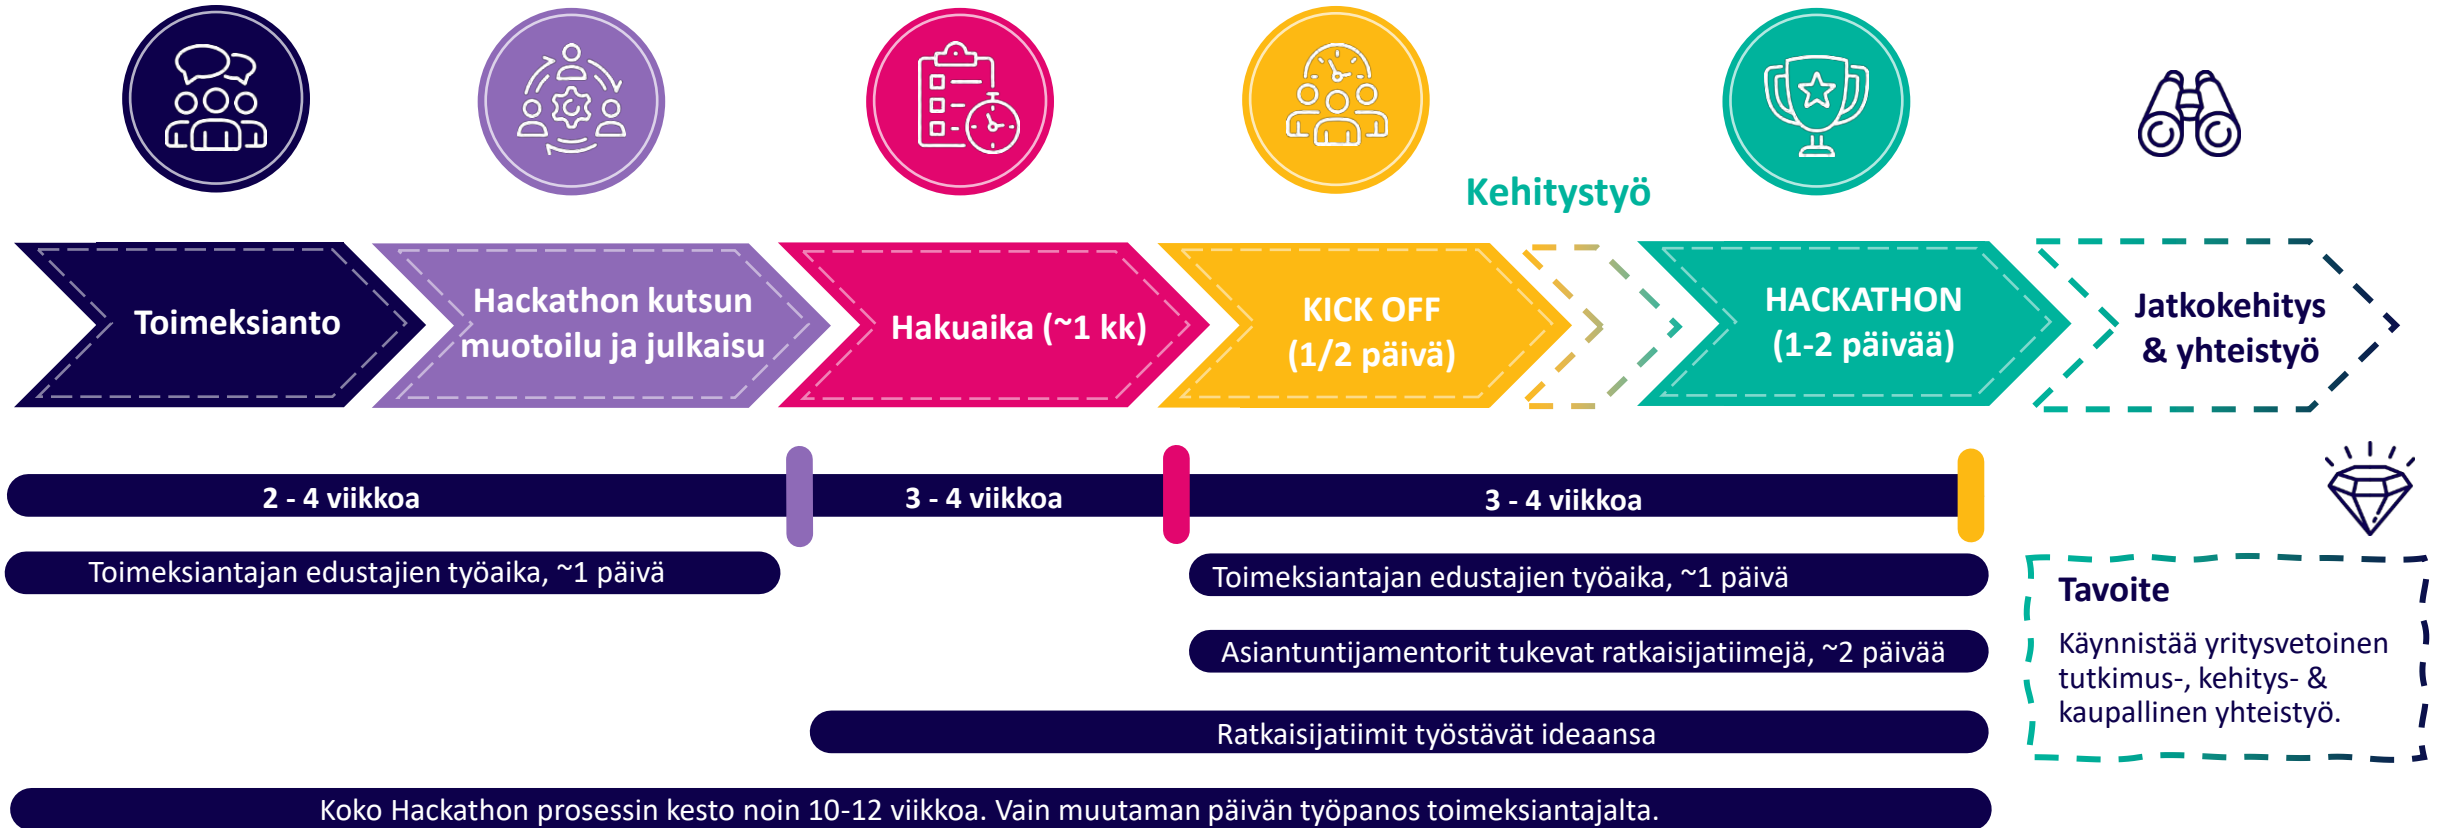 Kehitystyö
Toimeksianto
Hackathon kutsun
muotoilu ja julkaisu
Hakuaika (~1 kk)
KICK OFF
(1/2 päivä)
HACKATHON
(1-2 päivää)
Jatkokehitys
& yhteistyö
2 - 4 viikkoa
3 - 4 viikkoa
3 - 4 viikkoa
Toimeksiantajan edustajien työaika, ~1 päivä
Toimeksiantajan edustajien työaika, ~1 päivä
Asiantuntijamentorit tukevat ratkaisijatiimejä, ~2 päivää
Ratkaisijatiimit työstävät ideaansa
Koko Hackathon prosessin kesto noin 10-12 viikkoa. Vain muutaman päivän työpanos toimeksiantajalta.
Tavoite
Käynnistää yritysvetoinen
tutkimus-, kehitys- &
kaupallinen yhteistyö.